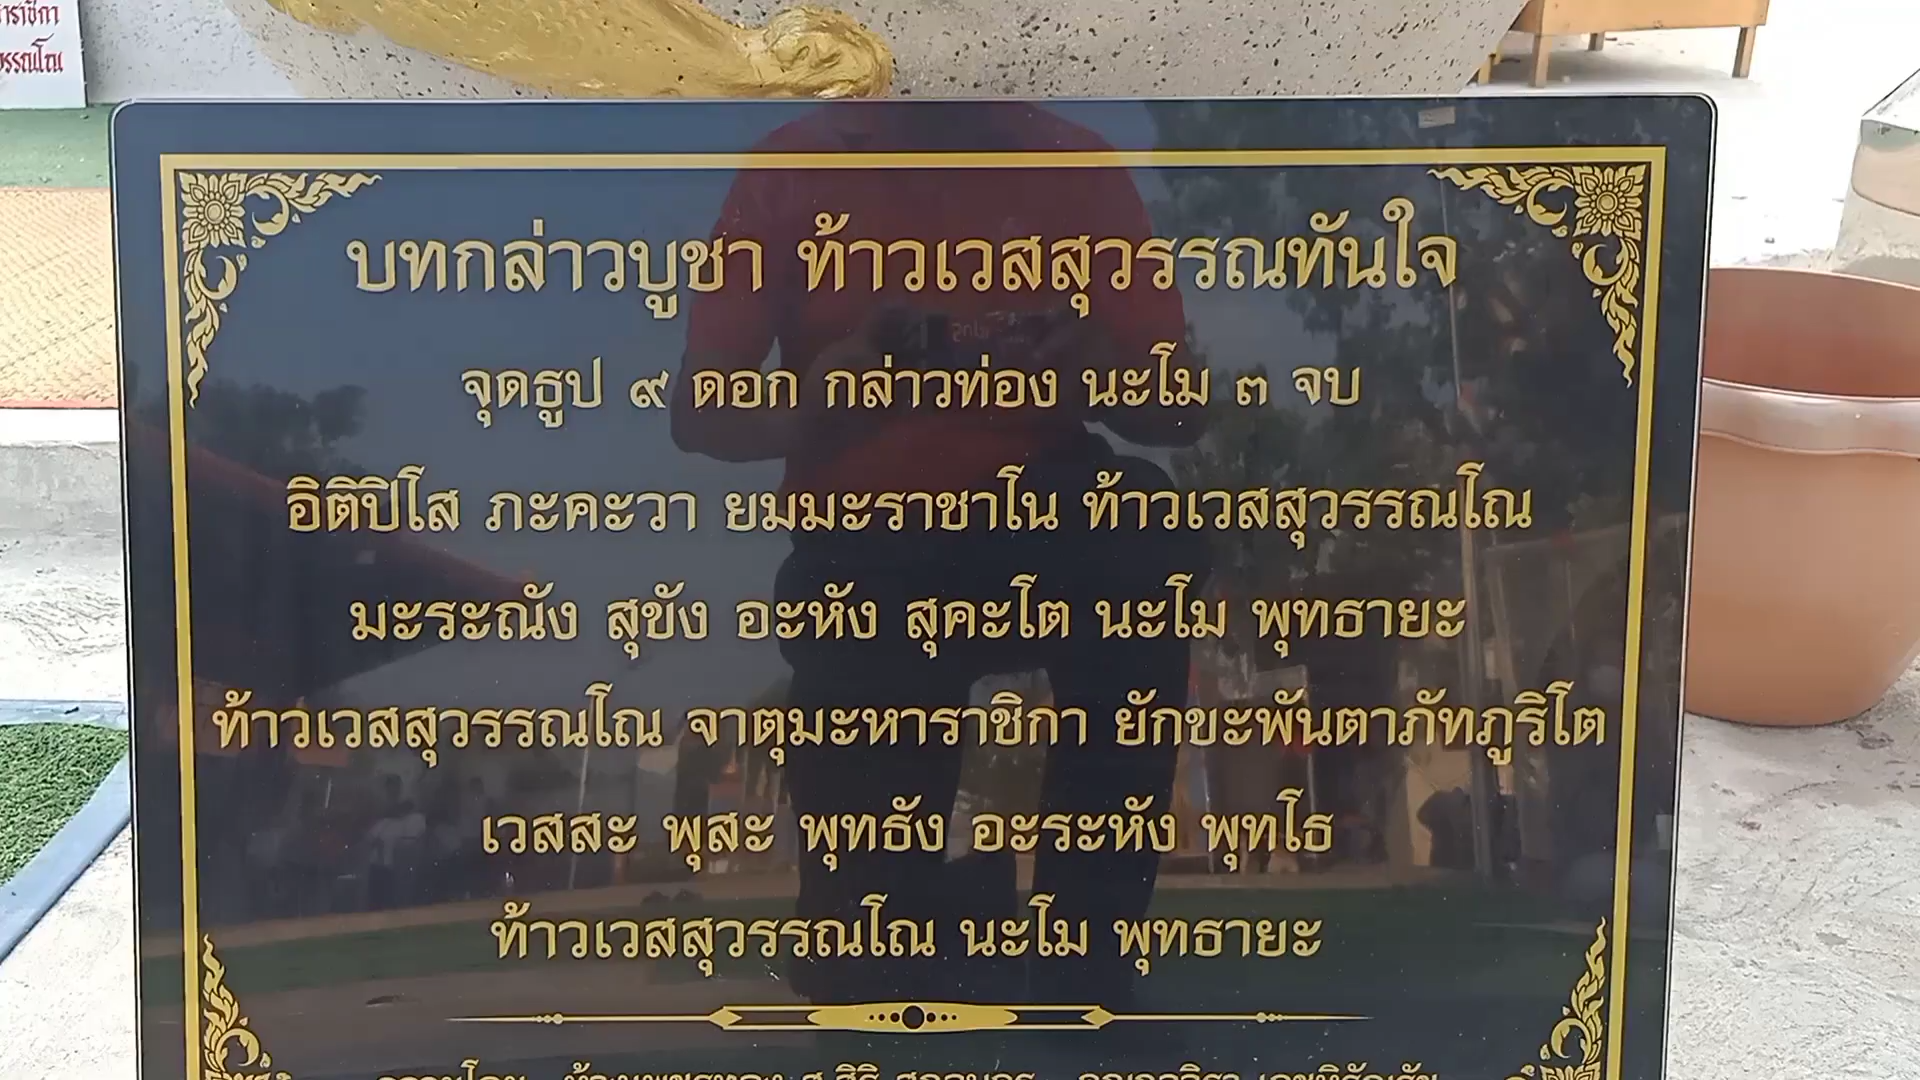 บทกล่าวบูชา ท้าวเวสสุวรรณทันใจ
จุดธูป ๙ ดอก กล่าวท่อง นะโม ๓ จบ
อิติปิโส ภะคะวา ยมมะราชาโน ท้าวเวสสุวรรณโณ
มะระณัง สุขัง อะหัง สุคะโต นะโม พุทธายะ
ท้าวเวสสุวรรณโณ จาตุมะหาราชิกา ยักขะพันตาภัทภูริโต
เวสสะ พุสะ พุทธัง อะระหัง พุทโธ
ท้าวเวสสุวรรณโณ นะโม พุทธายะ